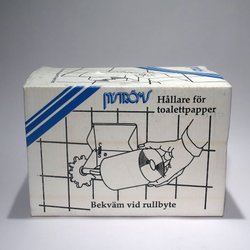 NYSTRÖMS
Hållare för
toalettpapper
Bekväm vid rullbyte